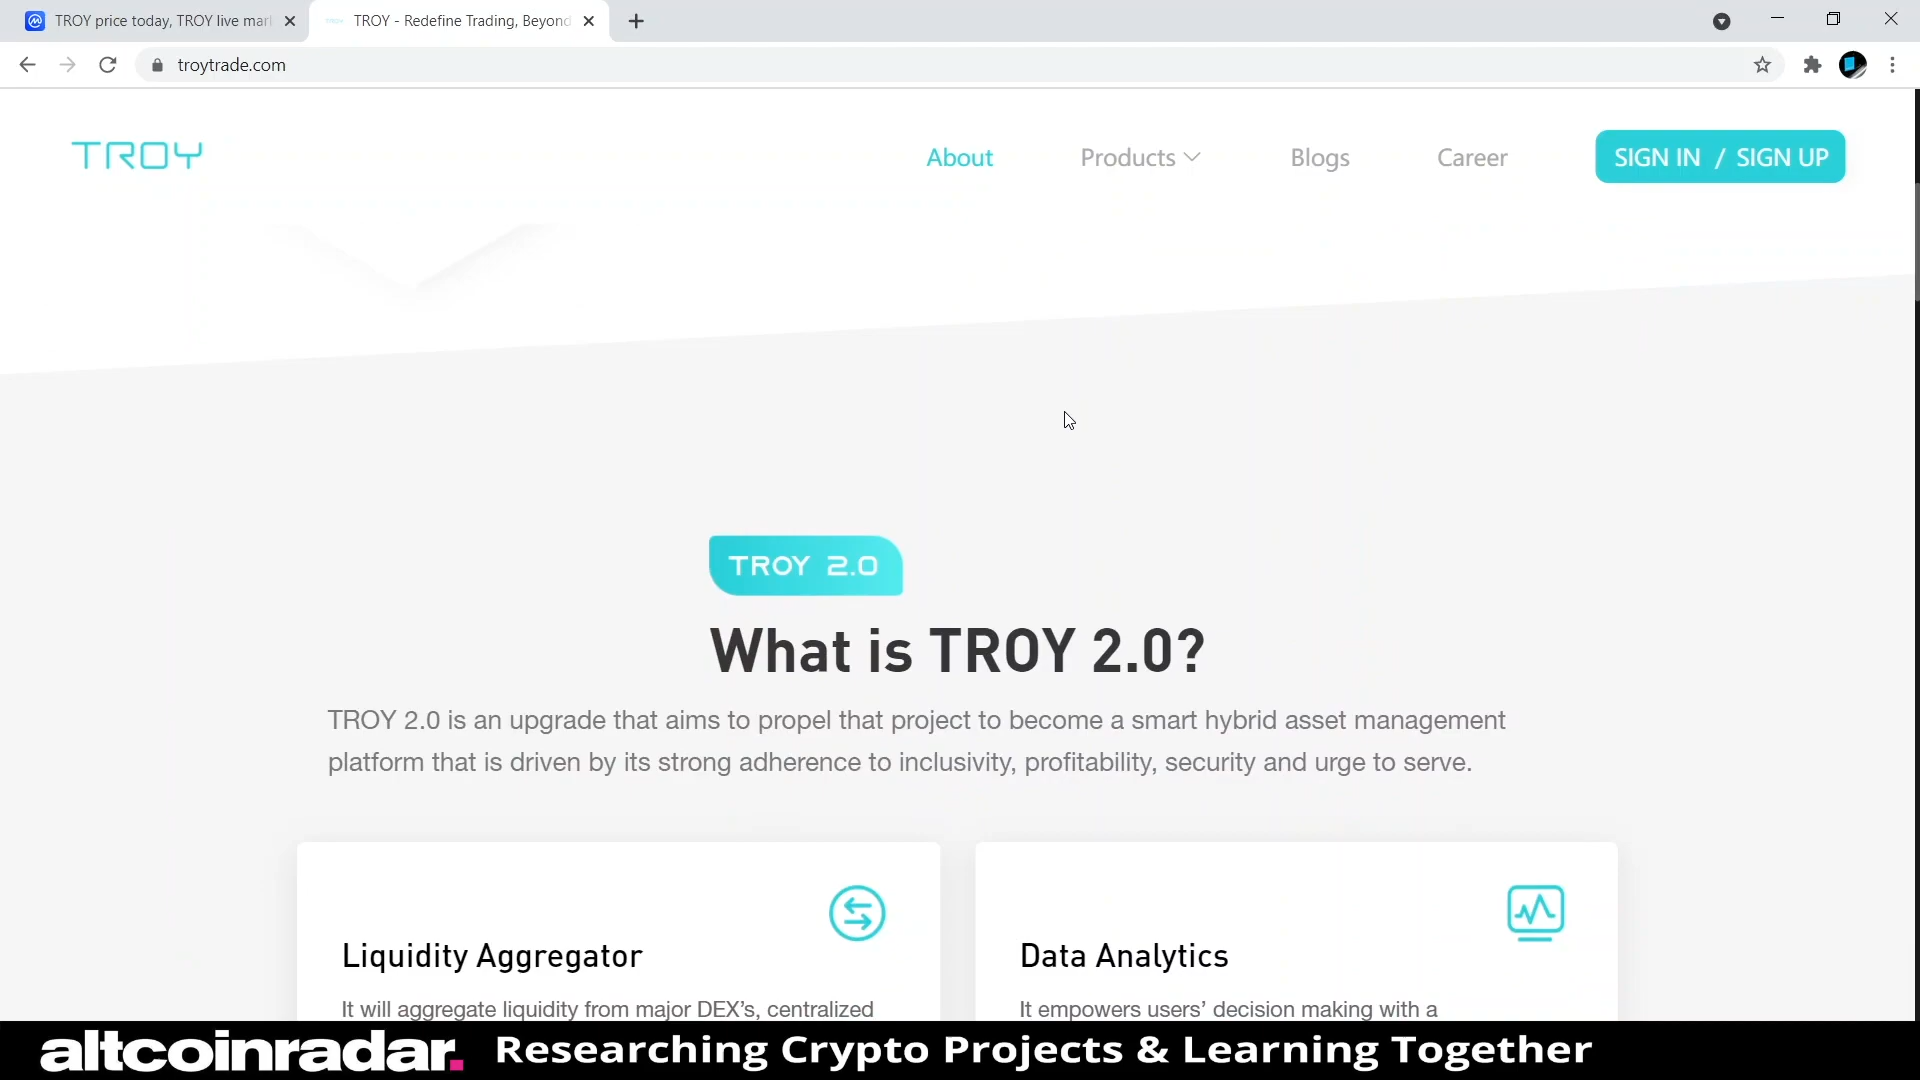 TROY price today, TROY live mar
TROY - Redefine Trading, Beyond
troytrade.com
TROY
About
Products
Blogs
Career
SIGN IN / SIGN UP
TROY 2.0
What is TROY 2.0?
TROY 2.0 is an upgrade that aims to propel that project to become a smart hybrid asset management
platform that is driven by its strong adherence to inclusivity, profitability, security and urge to serve.
Liquidity Aggregator
It will aggregate liquidity from major DEX’s, centralized
Data Analytics
It empowers users’ decision making with a
altcoinradar.
Researching Crypto Projects & Learning Together